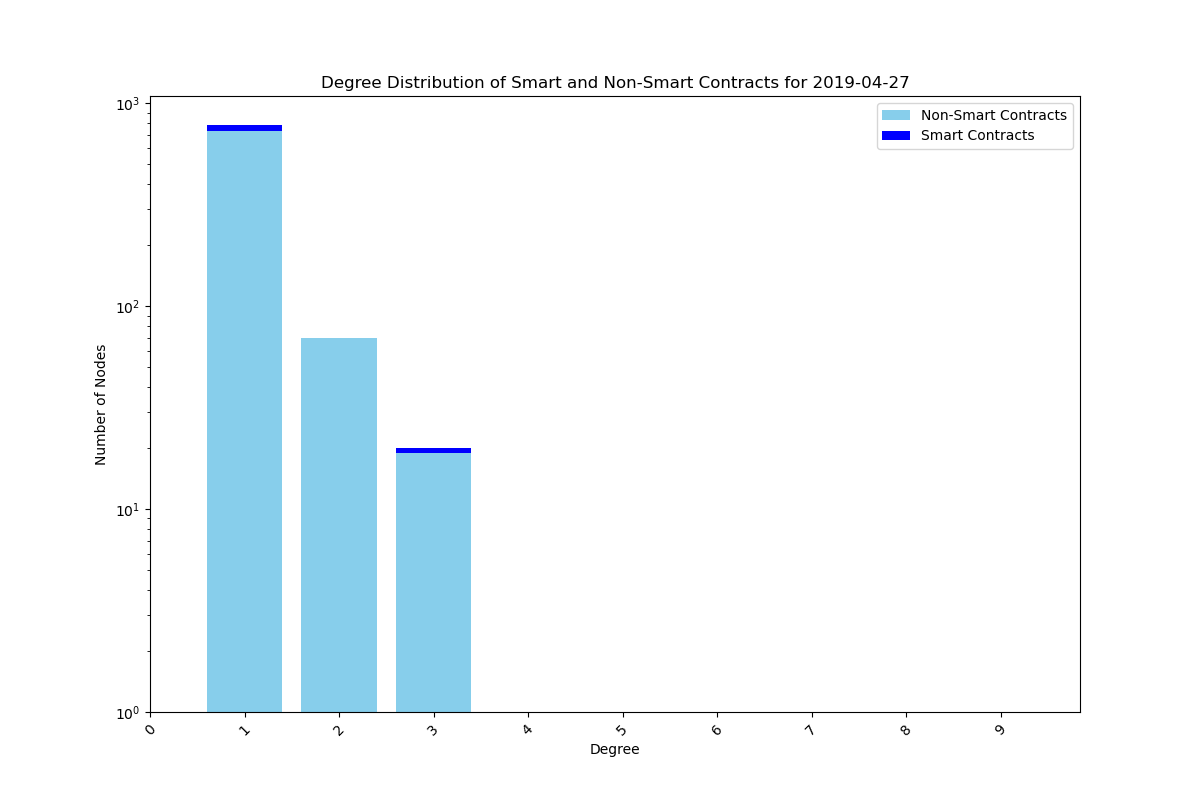 Degree Distribution of Smart and Non-Smart Contracts for 2019-04-27
Non-Smart Contracts
Smart Contracts
Number of Nodes
10³
10²
10¹
10⁰
0 1 2 3 4 5 6 7 8 9
Degree